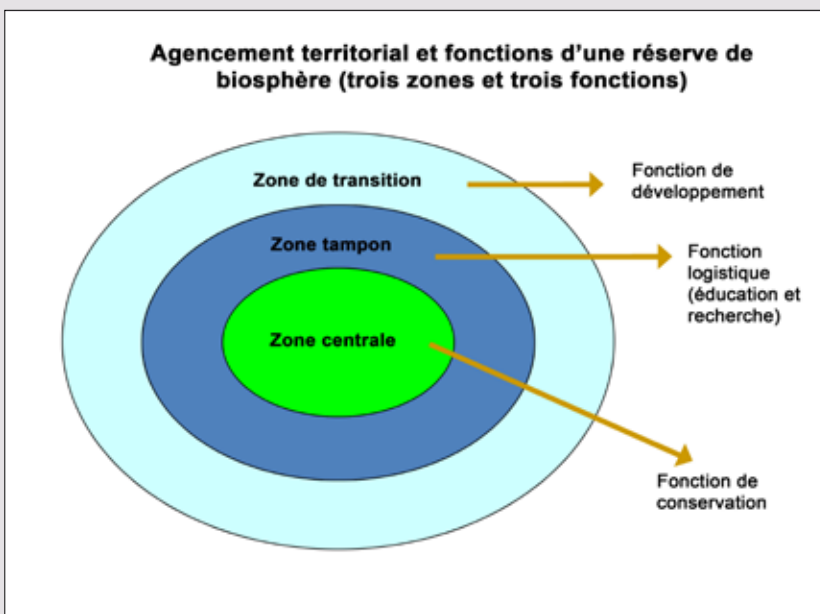 Agencement territorial et fonctions d'une réserve de
biosphère (trois zones et trois fonctions)
Zone de transition
Fonction de
développement
Zone tampon
Fonction
logistique
(éducation et
recherche)
Zone centrale
Fonction de
conservation